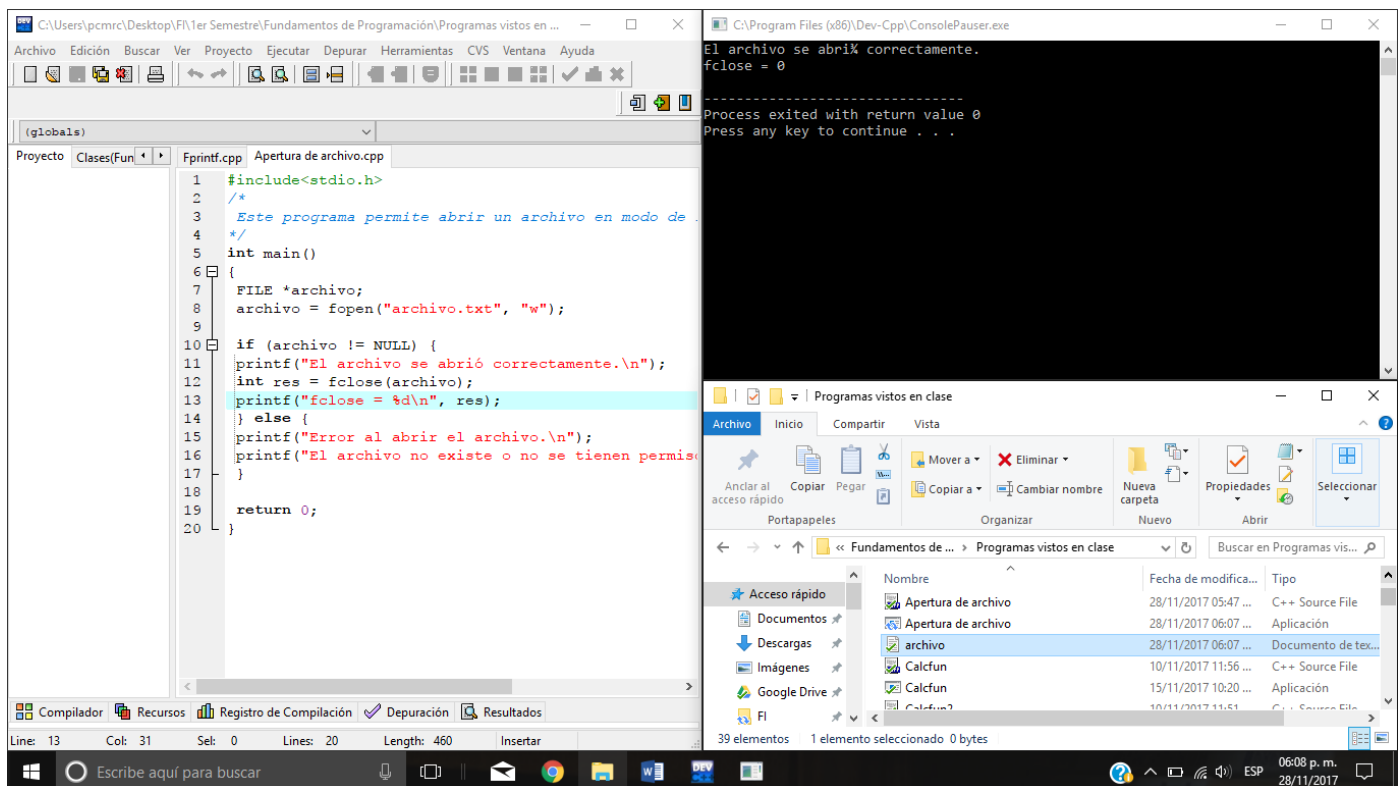 C:\Users\pcmrc\Desktop\FI\1er Semestre\Fundamentos de Programación\Programas vistos en ...
Archivo Edición Buscar Ver Proyecto Ejecutar Depurar Herramientas CVS Ventana Ayuda
(globals)
Proyecto Clases(Fun Fprintf.cpp Apertura de archivo.cpp
1 #include<stdio.h>
2 /*
3 Este programa permite abrir un archivo en modo de
4 */
5 int main()
6 {
7 FILE *archivo;
8 archivo = fopen("archivo.txt", "w");
9
10 if (archivo != NULL) {
11 printf("El archivo se abrió correctamente.\n");
12 int res = fclose(archivo);
13 printf("fclose = %d\n", res);
14 } else {
15 printf("Error al abrir el archivo.\n");
16 printf("El archivo no existe o no se tienen permiso
17 }
18
19 return 0;
20 }
Compilador Recursos Registro de Compilación Depuración Resultados
Line: 13 Col: 31 Sel: 0 Lines: 20 Length: 460 Insertar
C:\Program Files (x86)\Dev-Cpp\ConsolePauser.exe
El archivo se abri¾ correctamente.
fclose = 0
--------------------------------
Process exited with return value 0
Press any key to continue . . .
Programas vistos en clase
Archivo Inicio Compartir Vista
Anclar al
acceso rápido
Copiar
Pegar
Mover a
Eliminar
Copiar a
Cambiar nombre
Nueva
carpeta
Propiedades
Seleccionar
Portapapeles Organizar Nuevo Abrir
« Fundamentos de ... › Programas vistos en clase
Buscar en Programas vis...
Acceso rápido
Documentos
Descargas
Imágenes
Google Drive
FI
Nombre Fecha de modifica... Tipo
Apertura de archivo 28/11/2017 05:47 ... C++ Source File
Apertura de archivo 28/11/2017 06:07 ... Aplicación
archivo 28/11/2017 06:07 ... Documento de tex...
Calcfun 10/11/2017 11:56 ... C++ Source File
Calcfun 15/11/2017 10:20 ... Aplicación
Calcfun2 10/11/2017 11:51 C++ Source File
39 elementos 1 elemento seleccionado 0 bytes
Escribe aquí para buscar
ESP
06:08 p. m.
28/11/2017